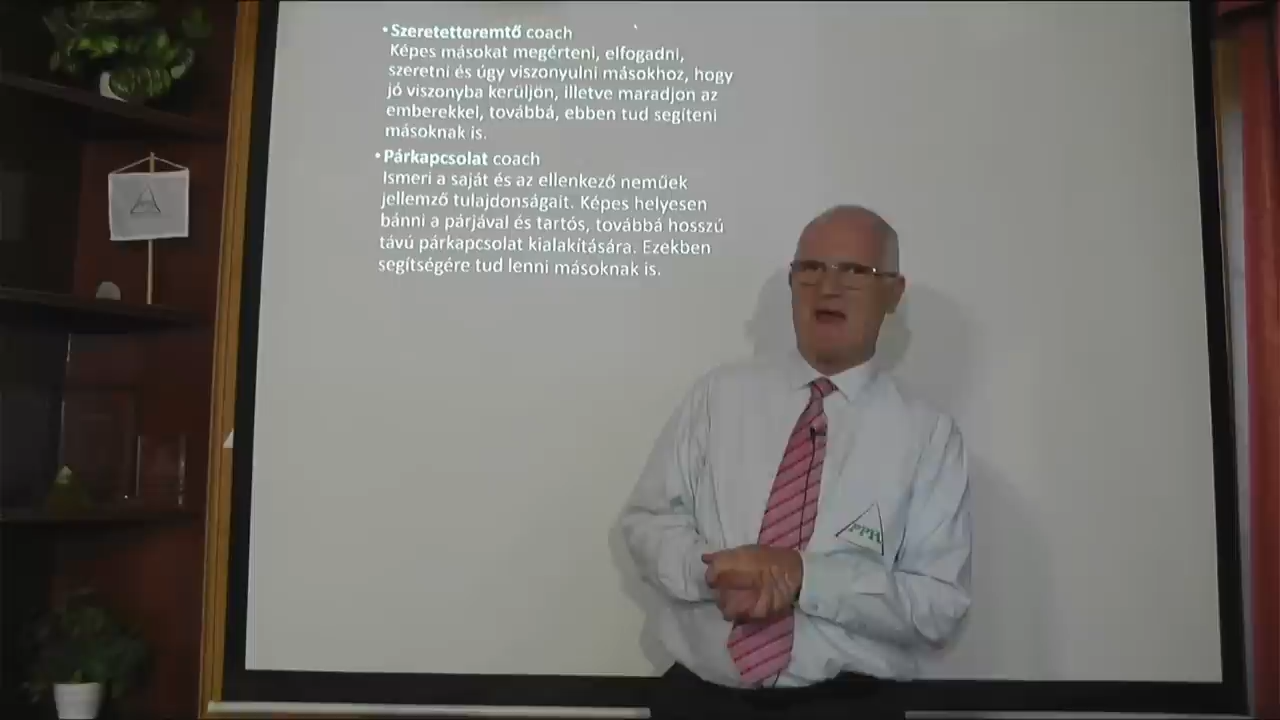 • Szeretetteremtő coach
Képes másokat megérteni, elfogadni,
szeretni és úgy viszonyulni másokhoz, hogy
jó viszonyba kerüljön, illetve maradjon az
emberekkel, továbbá, ebben tud segíteni
másoknak is.
• Párkapcsolat coach
Ismeri a saját és az ellenkező neműek
jellemző tulajdonságait. Képes helyesen
bánni a párjával és tartós, továbbá hosszú
távú párkapcsolat kialakítására. Ezekben
segítségére tud lenni másoknak is.